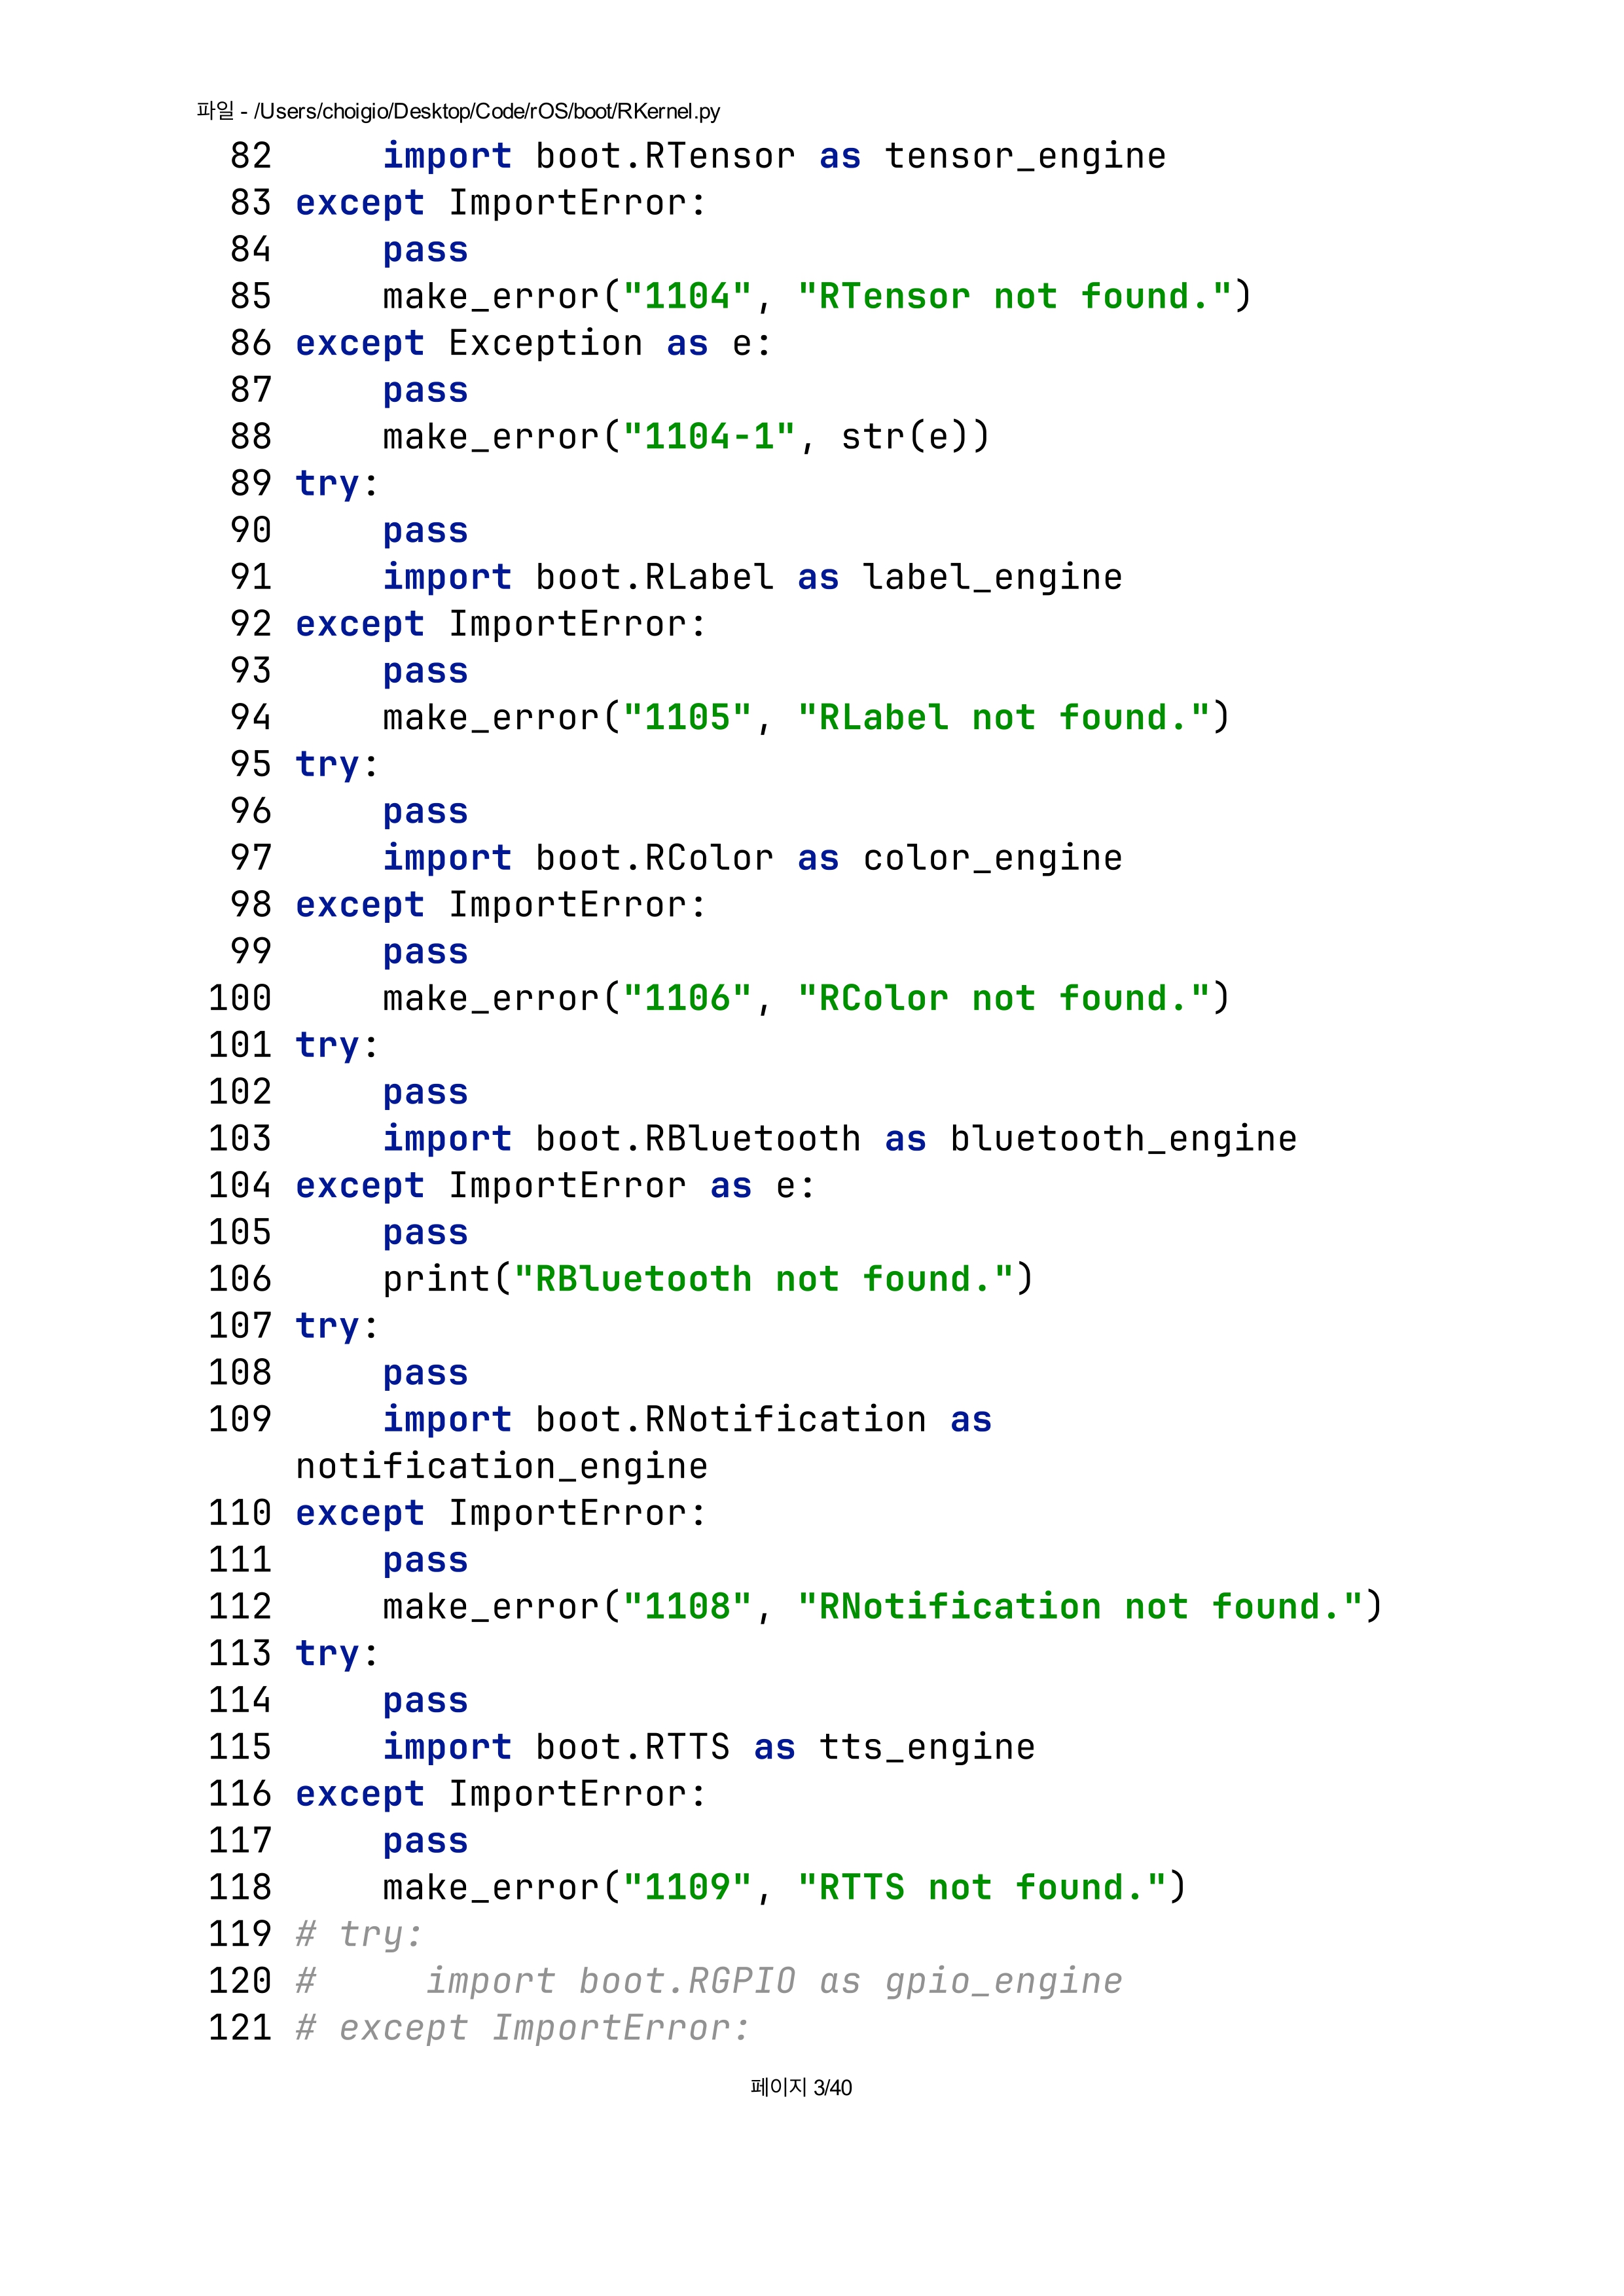 파일 - /Users/choigio/Desktop/Code/rOS/boot/RKernel.py
82     import boot.RTensor as tensor_engine
83 except ImportError:
84     pass
85     make_error("1104", "RTensor not found.")
86 except Exception as e:
87     pass
88     make_error("1104-1", str(e))
89 try:
90     pass
91     import boot.RLabel as label_engine
92 except ImportError:
93     pass
94     make_error("1105", "RLabel not found.")
95 try:
96     pass
97     import boot.RColor as color_engine
98 except ImportError:
99     pass
100     make_error("1106", "RColor not found.")
101 try:
102     pass
103     import boot.RBluetooth as bluetooth_engine
104 except ImportError as e:
105     pass
106     print("RBluetooth not found.")
107 try:
108     pass
109     import boot.RNotification as
notification_engine
110 except ImportError:
111     pass
112     make_error("1108", "RNotification not found.")
113 try:
114     pass
115     import boot.RTTS as tts_engine
116 except ImportError:
117     pass
118     make_error("1109", "RTTS not found.")
119 # try:
120 #     import boot.RGPIO as gpio_engine
121 # except ImportError:
페이지 3/40